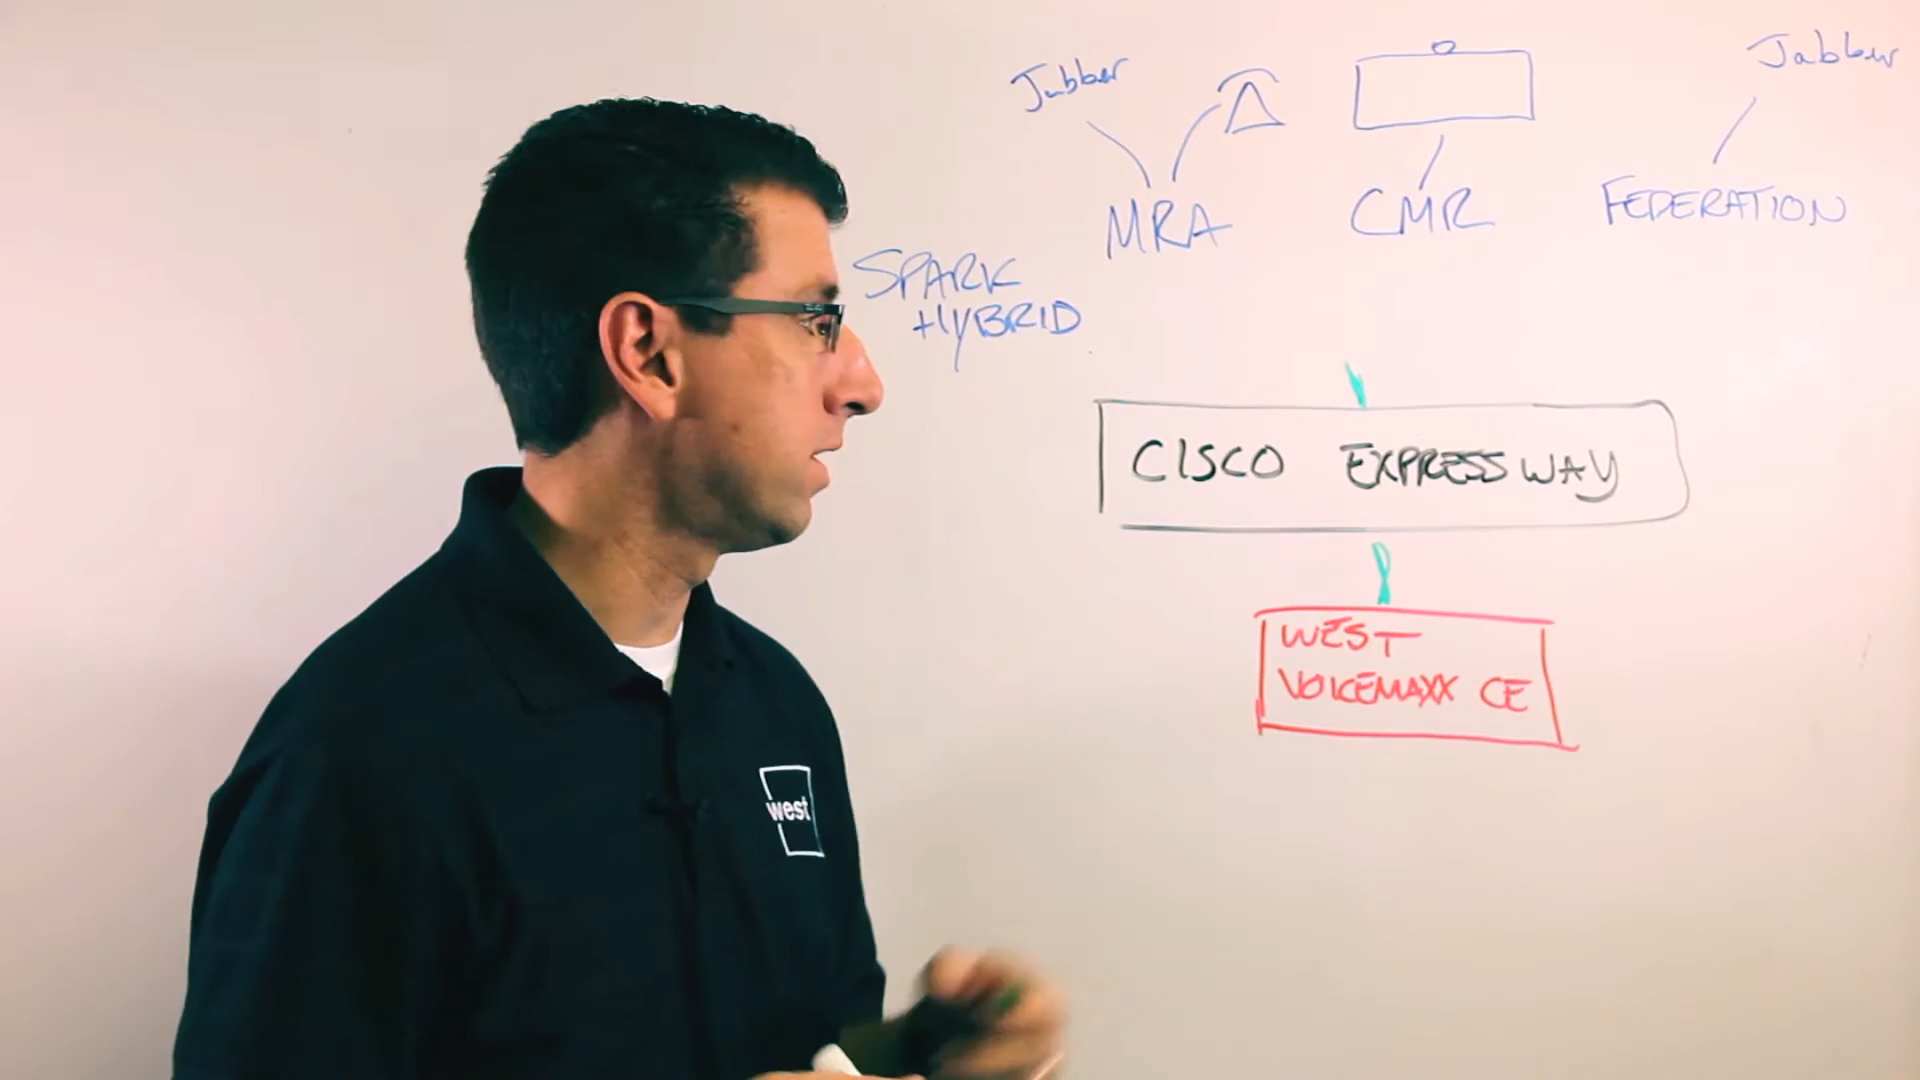 Jabber
Jabber
MRA
CMR
FEDERATION
SPARK
HYBRID
CISCO EXPRESSWAY
WEST
VOICEMAXX CE
west